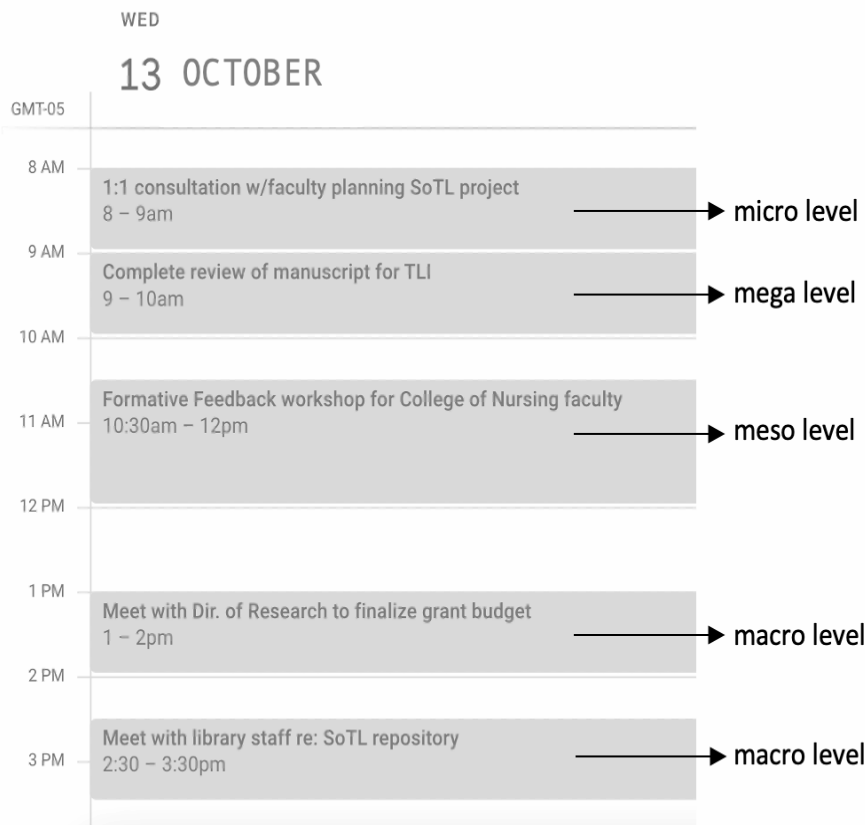 WED
13 OCTOBER
GMT-05
8 AM
1:1 consultation w/faculty planning SoTL project
8 – 9am
micro level
9 AM
Complete review of manuscript for TLI
9 – 10am
mega level
10 AM
Formative Feedback workshop for College of Nursing faculty
11 AM
10:30am – 12pm
meso level
12 PM
1 PM
Meet with Dir. of Research to finalize grant budget
1 – 2pm
macro level
2 PM
Meet with library staff re: SoTL repository
3 PM
2:30 – 3:30pm
macro level